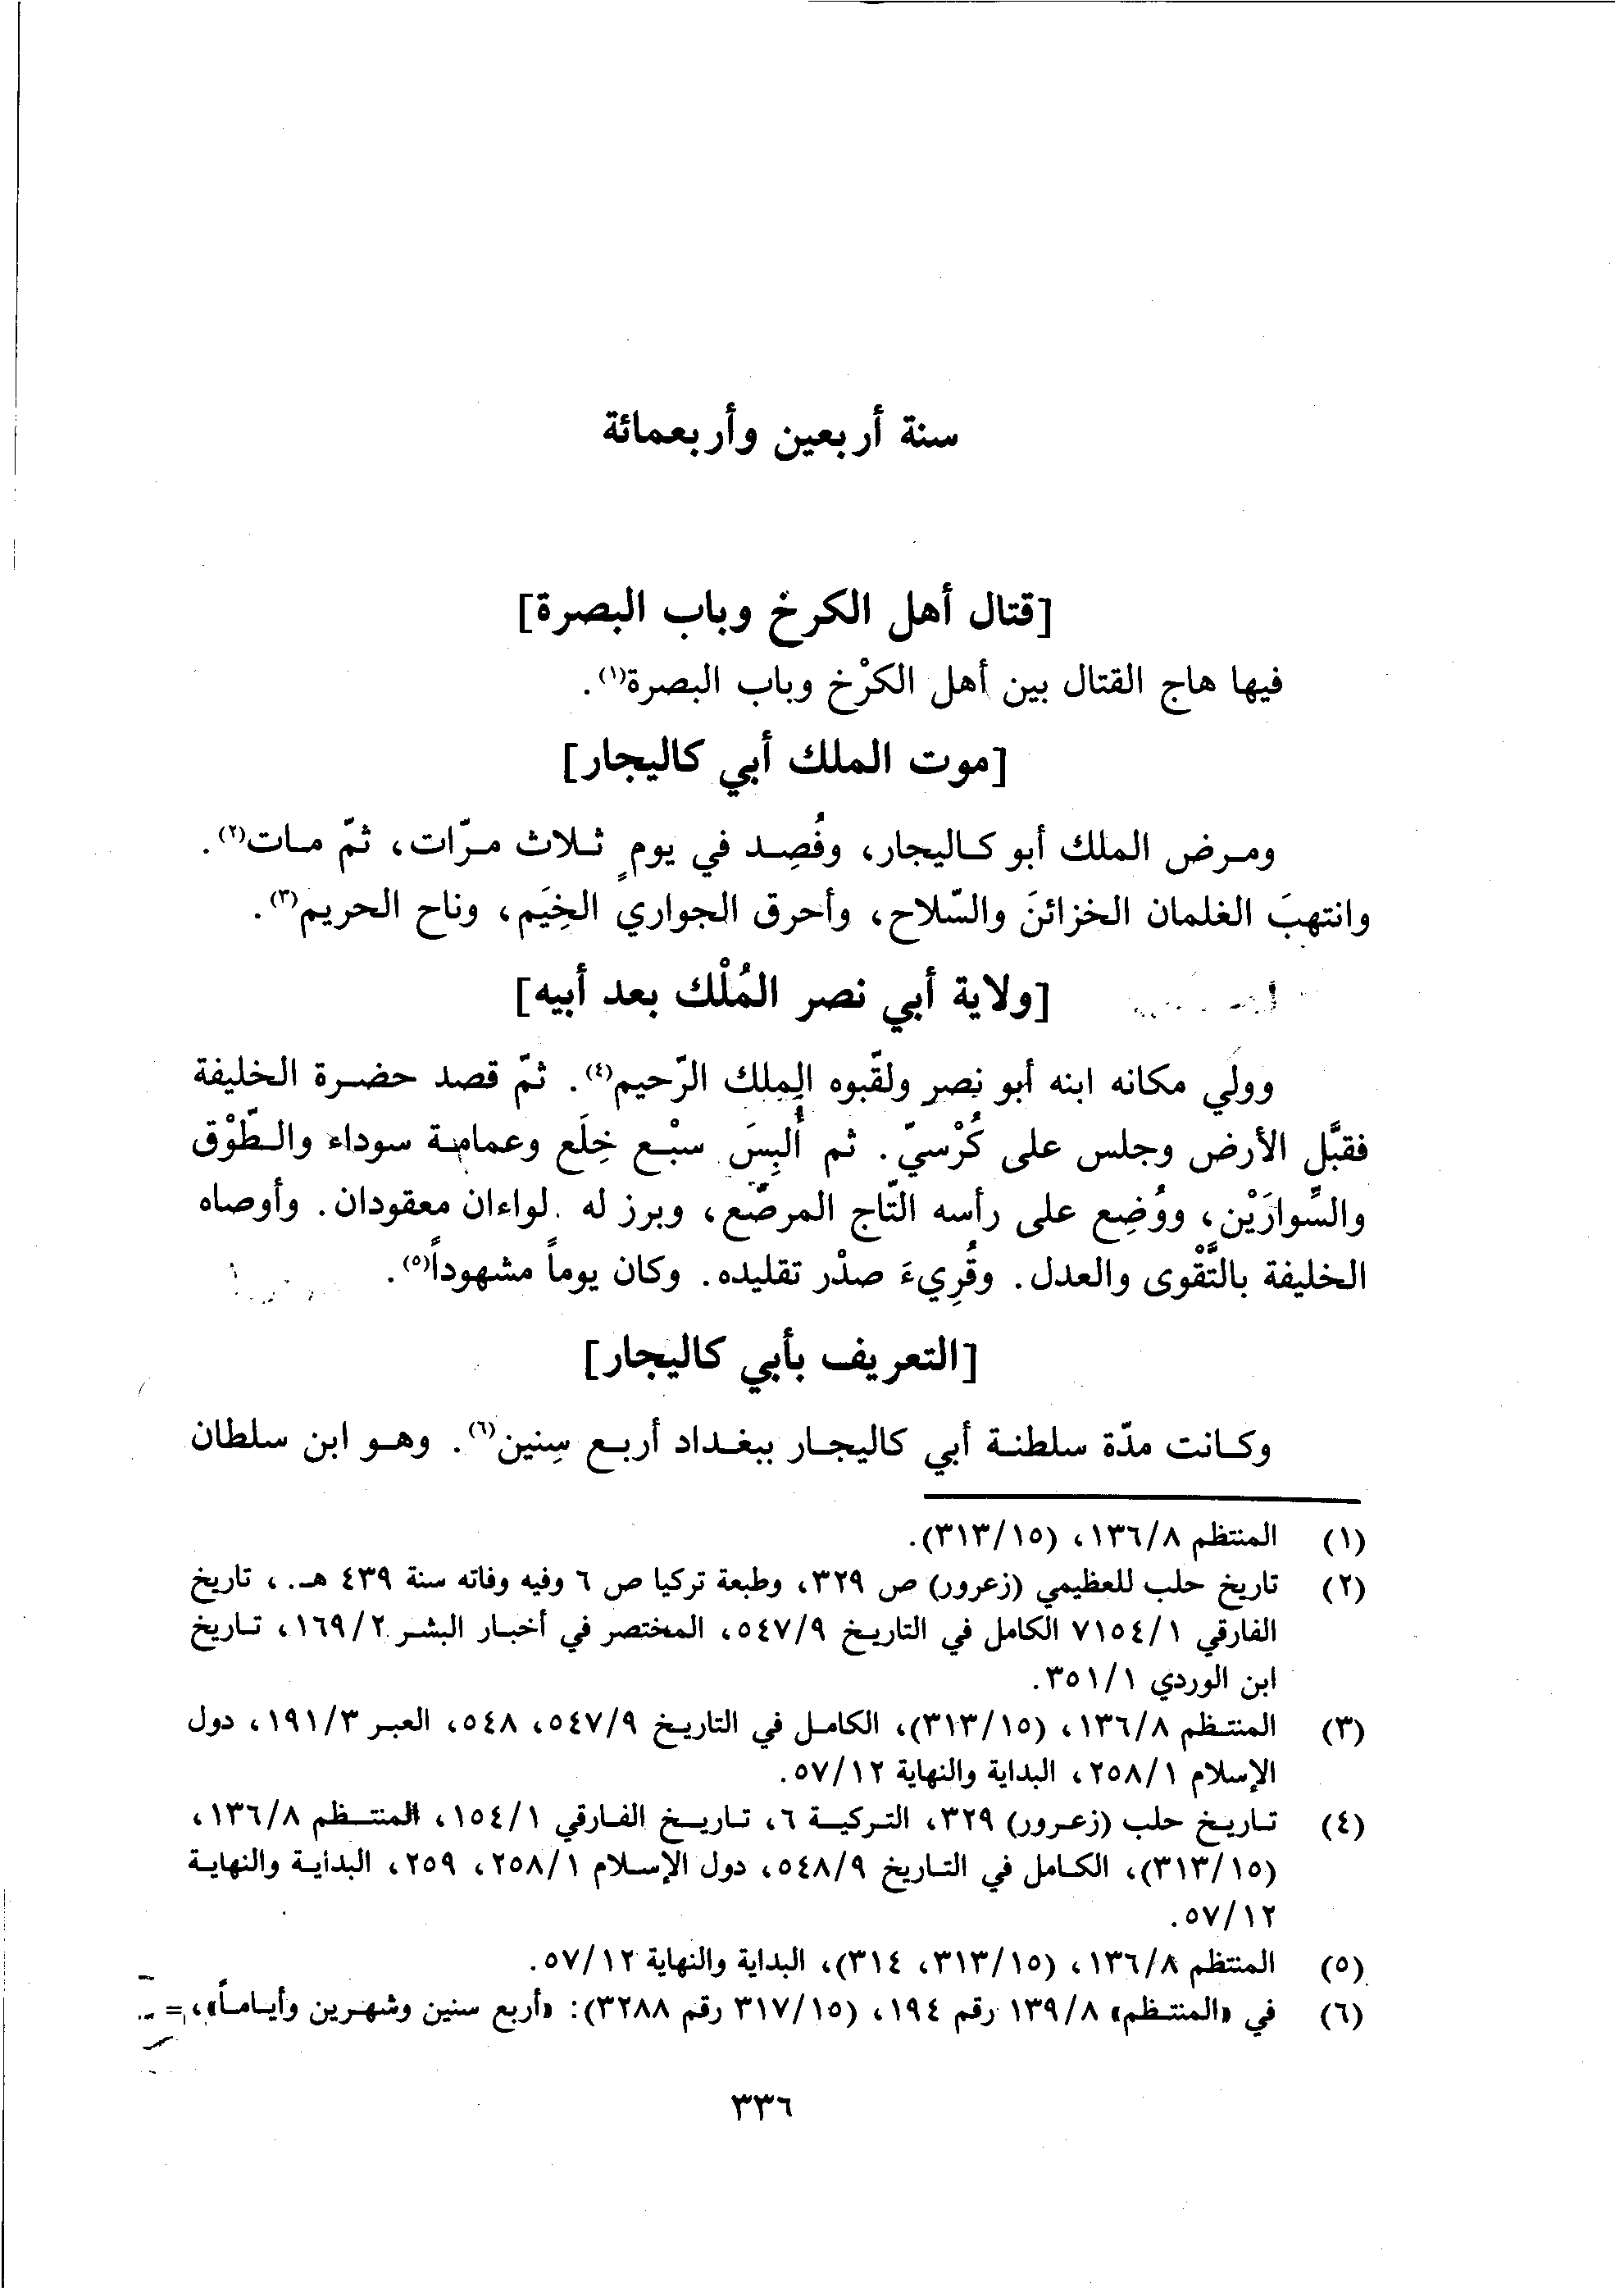 سنة أربعين وأربعمائة
[قتال أهل الكرخ وباب البصرة]
فيها هاج القتال بين أهل الكرْخ وباب البصرة(١).
[موت الملك أبي كاليجار]
ومرض الملك أبو كاليجار، وفُصِد في يومٍ ثلاث مرّات، ثمّ مات(٢).
وانتهبَ الغلمان الخزائنَ والسّلاح، وأحرق الجواري الخِيَم، وناح الحريم(٣).
[ولاية أبي نصر المُلْك بعد أبيه]
وولي مكانه ابنه أبو نصر ولقّبوه الملك الرّحيم(٤). ثمّ قصد حضرة الخليفة
فقبَّل الأرض وجلس على كُرْسيّ. ثم أُلبِسَ سبْع خِلَع وعمامة سوداء والطَّوْق
والسِّوارَيْن، ووُضِع على رأسه التّاج المرصّع، وبرز له لواءان معقودان. وأوصاه
الخليفة بالتَّقْوى والعدل. وقُرِيءَ صدْر تقليده. وكان يوماً مشهوداً(٥).
[التعريف بأبي كاليجار]
وكانت مدّة سلطنة أبي كاليجار ببغداد أربع سِنين(٦). وهو ابن سلطان
(١) المنتظم ١٣٦/٨، (٣١٣/١٥).
(٢) تاريخ حلب للعظيمي (زعرور) ص ٣٢٩، وطبعة تركيا ص ٦ وفيه وفاته سنة ٤٣٩ هـ.، تاريخ
الفارقي ٧١٥٤/١ الكامل في التاريخ ٥٤٧/٩، المختصر في أخبار البشر ١٦٩/٢، تاريخ
ابن الوردي ٣٥١/١.
(٣) المنتظم ١٣٦/٨، (٣١٣/١٥)، الكامل في التاريخ ٥٤٧/٩، ٥٤٨، العبر ١٩١/٣، دول
الإسلام ٢٥٨/١، البداية والنهاية ٥٧/١٢.
(٤) تاريخ حلب (زعرور) ٣٢٩، التركية ٦، تاريخ الفارقي ١٥٤/١، المنتظم ١٣٦/٨،
(٣١٣/١٥)، الكامل في التاريخ ٥٤٨/٩، دول الإسلام ٢٥٨/١، ٢٥٩، البداية والنهاية
٥٧/١٢.
(٥) المنتظم ١٣٦/٨، (٣١٣/١٥، ٣١٤)، البداية والنهاية ٥٧/١٢.
(٦) في «المنتظم» ١٣٩/٨ رقم ١٩٤، (٣١٧/١٥ رقم ٣٢٨٨): «أربع سنين وشهرين وأياماً»، =
٣٣٦